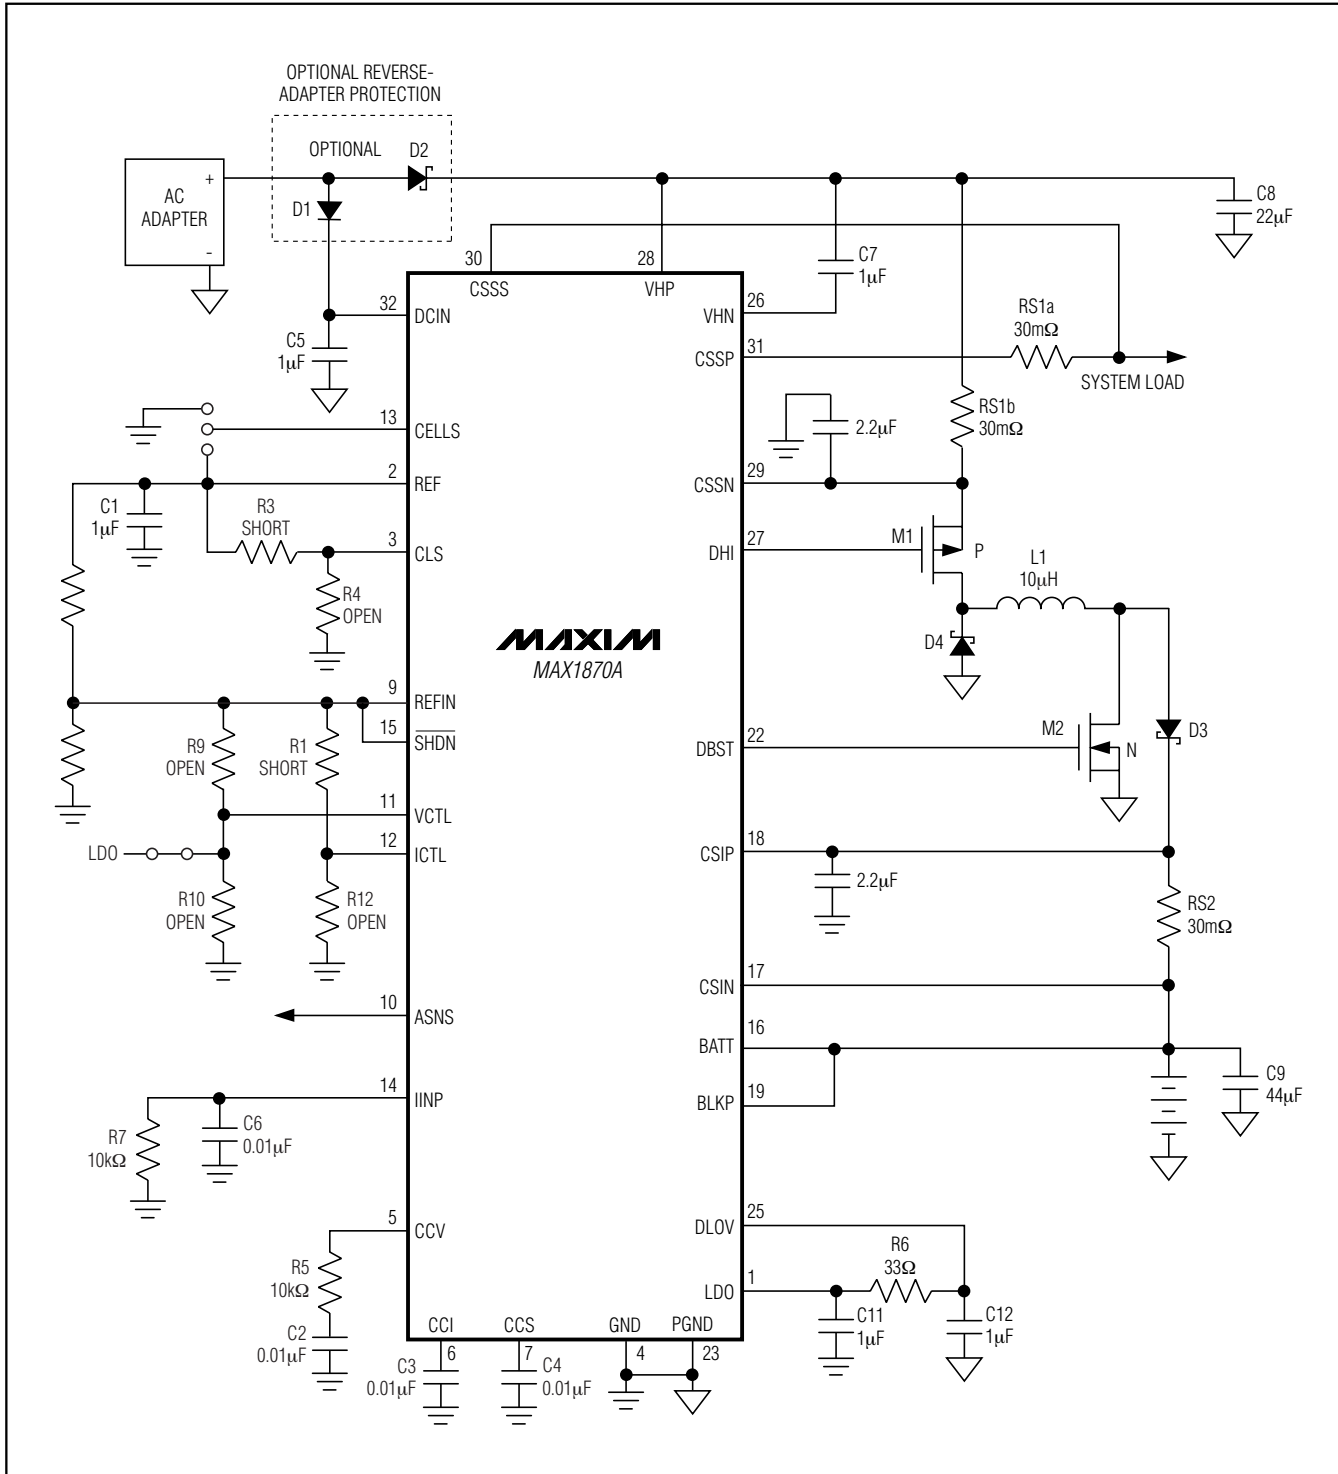 OPTIONAL REVERSE-
ADAPTER PROTECTION
OPTIONAL
D2
AC
ADAPTER
+
-
D1
C8
22µF
30
28
CSSS
VHP
C7
1µF
32
DCIN
26
VHN
C5
1µF
RS1a
30mΩ
31
CSSP
SYSTEM LOAD
13
CELLS
2.2µF
RS1b
30mΩ
2
REF
29
CSSN
C1
1µF
R3
SHORT
3
CLS
27
DHI
M1
P
L1
10µH
R4
OPEN
MAXIM
MAX1870A
D4
9
REFIN
15
SHDN
R9
OPEN
R1
SHORT
22
DBST
M2
N
D3
11
VCTL
LDO
12
ICTL
18
CSIP
2.2µF
R10
OPEN
R12
OPEN
RS2
30mΩ
17
CSIN
10
ASNS
16
BATT
14
IINP
19
BLKP
C9
44µF
R7
10kΩ
C6
0.01µF
5
CCV
25
DLOV
R5
10kΩ
R6
33Ω
1
LDO
C2
0.01µF
C11
1µF
C12
1µF
CCI
CCS
GND
PGND
6
7
4
23
C3
0.01µF
C4
0.01µF